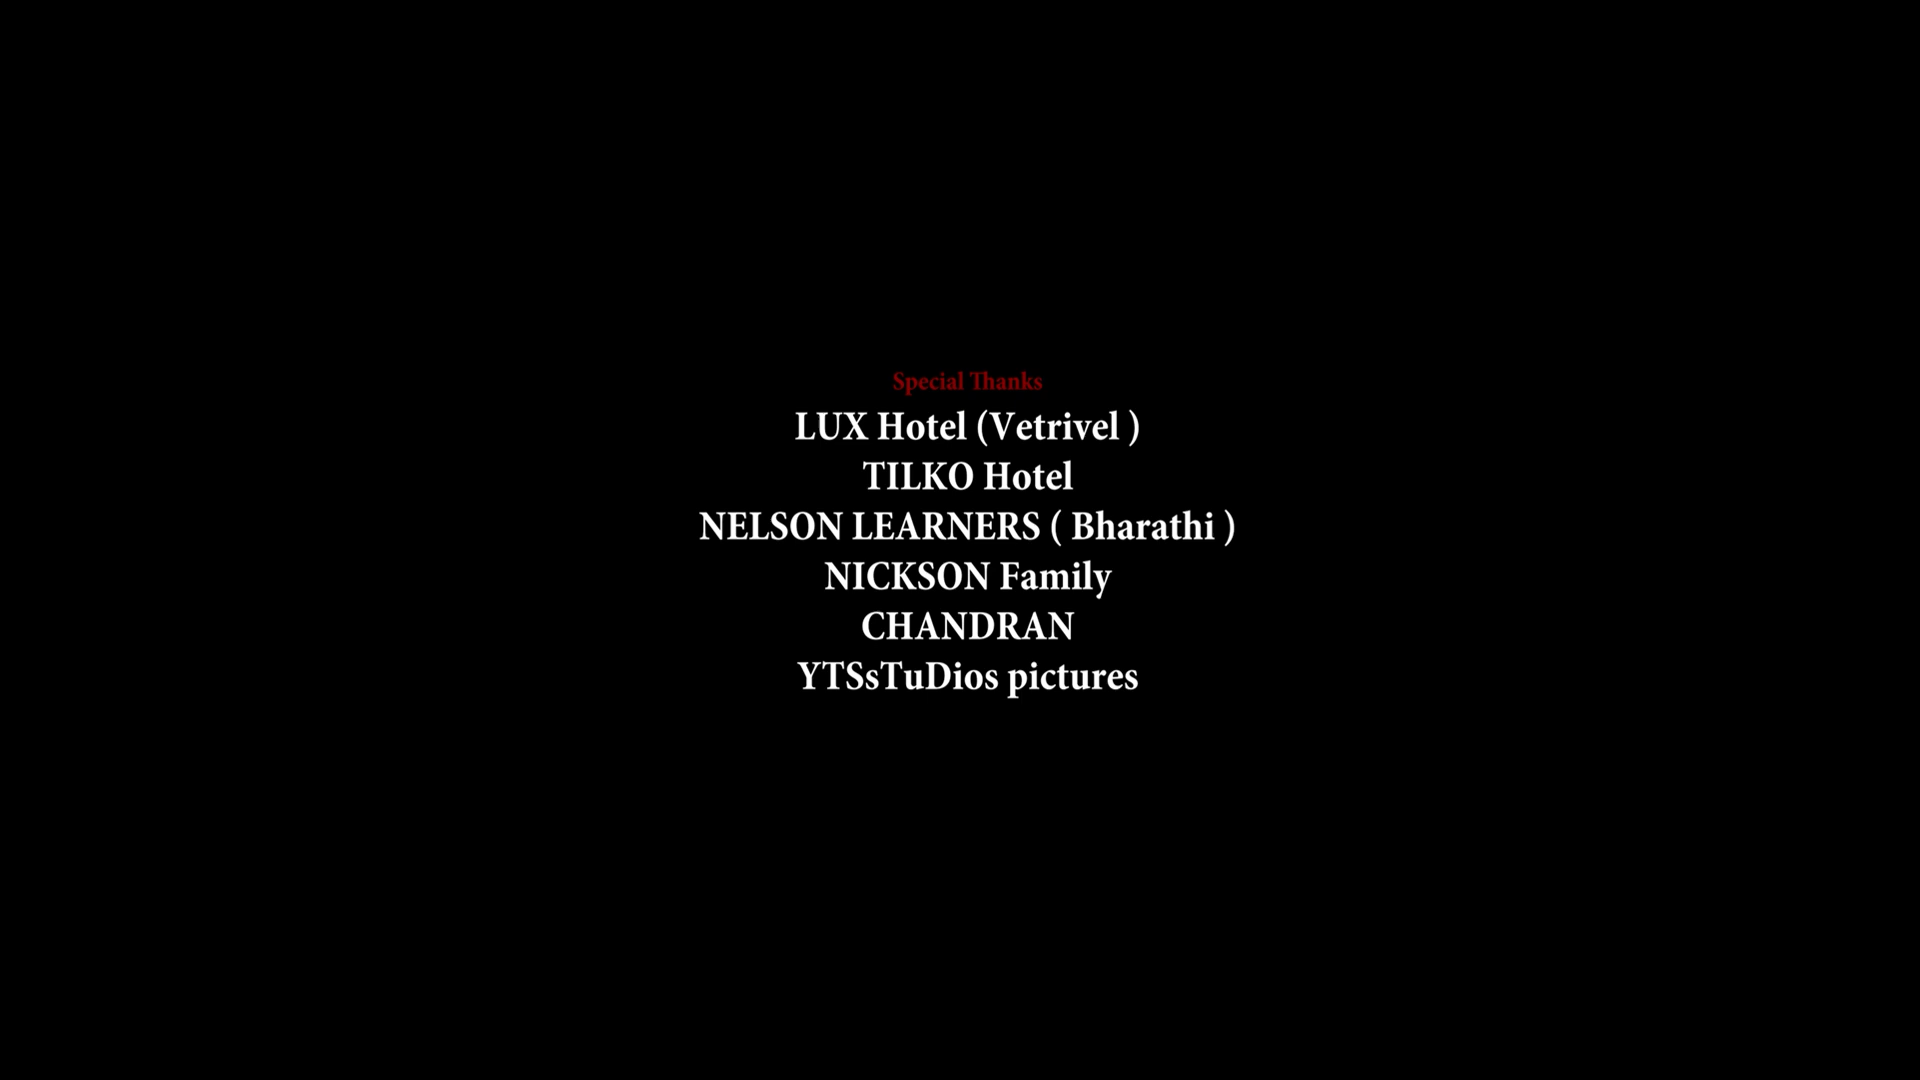 Special Thanks
LUX Hotel (Vetrivel )
TILKO Hotel
NELSON LEARNERS ( Bharathi )
NICKSON Family
CHANDRAN
YTSsTuDios pictures